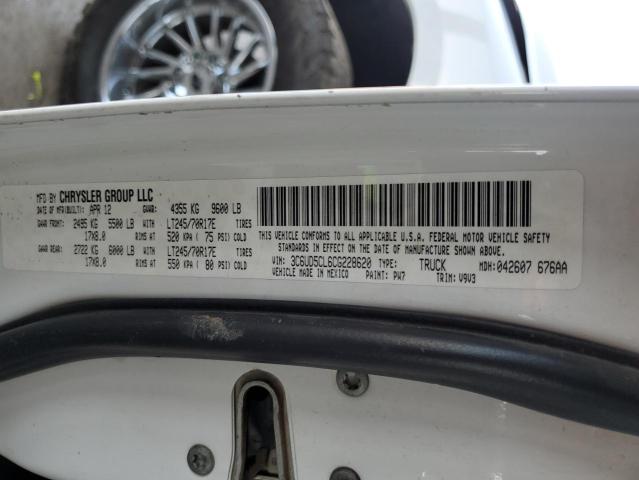 MFD BY CHRYSLER GROUP LLC
DATE OF MFR(BUILT): APR 12 GVWR: 4355 KG 9600 LB
GAWR FRONT: 2495 KG 5500 LB WITH LT245/70R17E TIRES
17X8.0 RIMS AT 520 KPA ( 75 PSI) COLD
GAWR REAR: 2722 KG 6000 LB WITH LT245/70R17E TIRES
17X8.0 RIMS AT 550 KPA ( 80 PSI) COLD
THIS VEHICLE CONFORMS TO ALL APPLICABLE U.S.A. FEDERAL MOTOR VEHICLE SAFETY
STANDARDS IN EFFECT ON THE DATE OF MANUFACTURE SHOWN ABOVE.
VIN: 3C6UD5CL6CG228620 TYPE: TRUCK MDH: 042607 676AA
VEHICLE MADE IN MEXICO PAINT: PW7 TRIM: V9V3